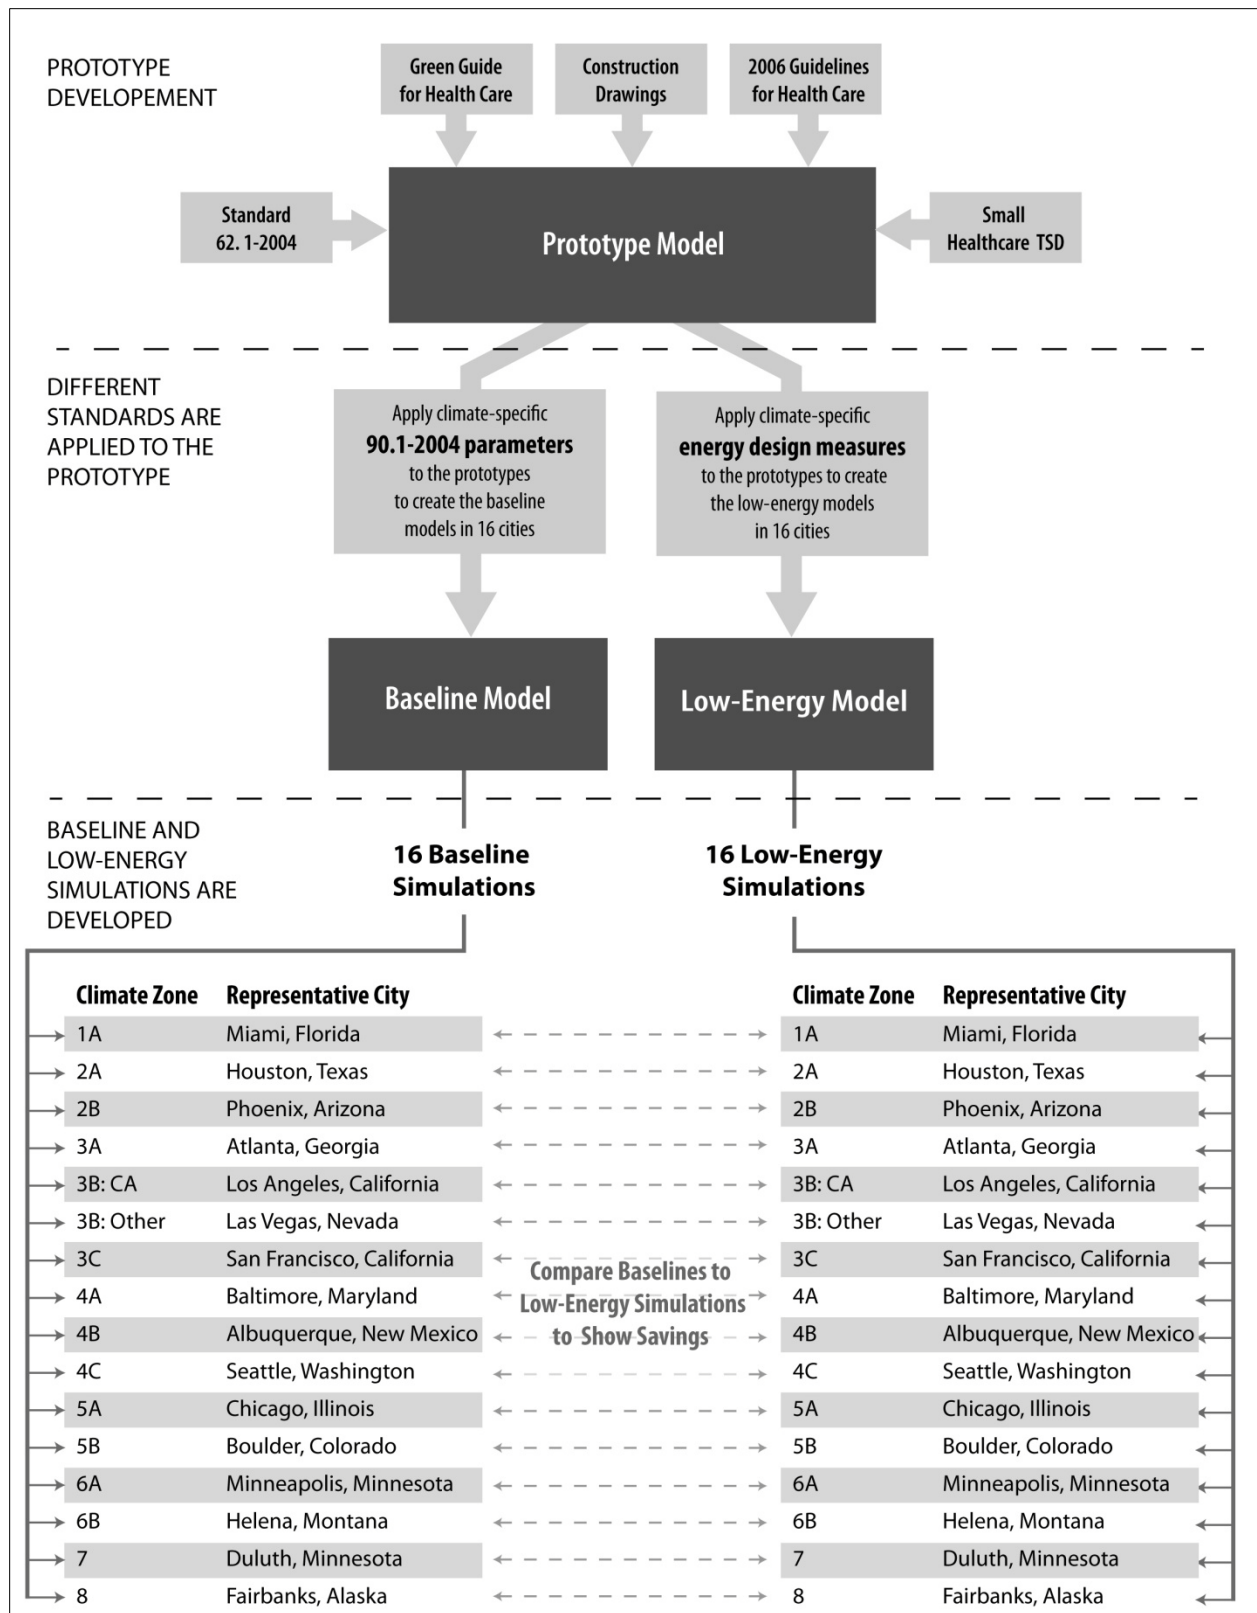 PROTOTYPE
DEVELOPEMENT
Green Guide
for Health Care
Construction
Drawings
2006 Guidelines
for Health Care
Standard
62. 1-2004
Prototype Model
Small
Healthcare TSD
DIFFERENT
STANDARDS ARE
APPLIED TO THE
PROTOTYPE
Apply climate-specific
90.1-2004 parameters
to the prototypes
to create the baseline
models in 16 cities
Apply climate-specific
energy design measures
to the prototypes to create
the low-energy models
in 16 cities
Baseline Model
Low-Energy Model
BASELINE AND
LOW-ENERGY
SIMULATIONS ARE
DEVELOPED
16 Baseline
Simulations
16 Low-Energy
Simulations
Climate Zone Representative City
1A Miami, Florida
2A Houston, Texas
2B Phoenix, Arizona
3A Atlanta, Georgia
3B: CA Los Angeles, California
3B: Other Las Vegas, Nevada
3C San Francisco, California
4A Baltimore, Maryland
4B Albuquerque, New Mexico
4C Seattle, Washington
5A Chicago, Illinois
5B Boulder, Colorado
6A Minneapolis, Minnesota
6B Helena, Montana
7 Duluth, Minnesota
8 Fairbanks, Alaska
Compare Baselines to
Low-Energy Simulations
to Show Savings
Climate Zone Representative City
1A Miami, Florida
2A Houston, Texas
2B Phoenix, Arizona
3A Atlanta, Georgia
3B: CA Los Angeles, California
3B: Other Las Vegas, Nevada
3C San Francisco, California
4A Baltimore, Maryland
4B Albuquerque, New Mexico
4C Seattle, Washington
5A Chicago, Illinois
5B Boulder, Colorado
6A Minneapolis, Minnesota
6B Helena, Montana
7 Duluth, Minnesota
8 Fairbanks, Alaska